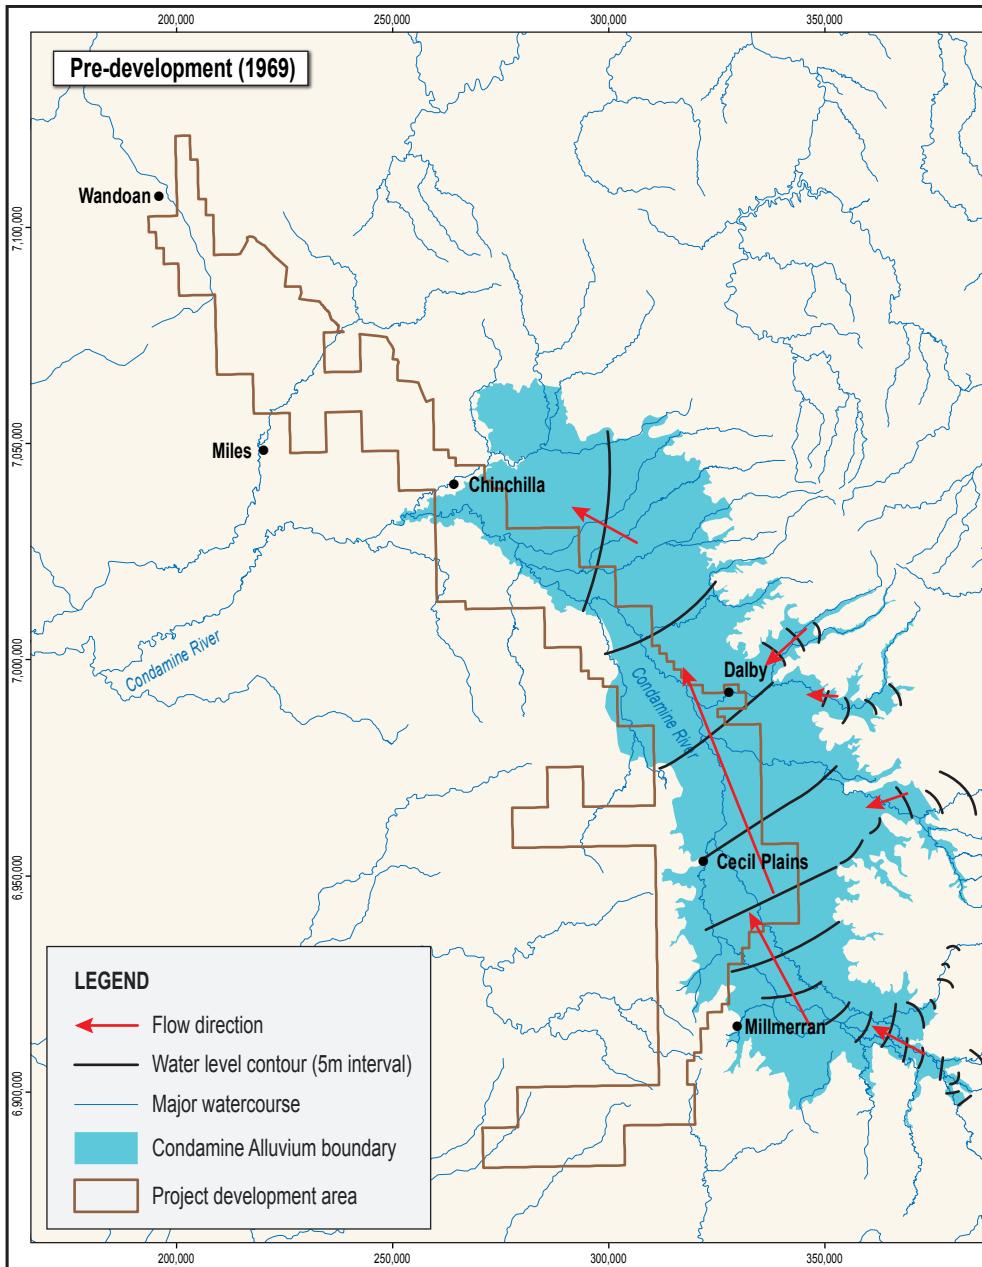 200,000
250,000
300,000
350,000
Pre-development (1969)
Wandoan
7,100,000
7,050,000
Miles
Chinchilla
Condamine River
7,000,000
Dalby
Condamine River
Cecil Plains
6,950,000
LEGEND
Flow direction
Water level contour (5m interval)
Major watercourse
Condamine Alluvium boundary
Project development area
Millmerran
6,900,000
200,000
250,000
300,000
350,000